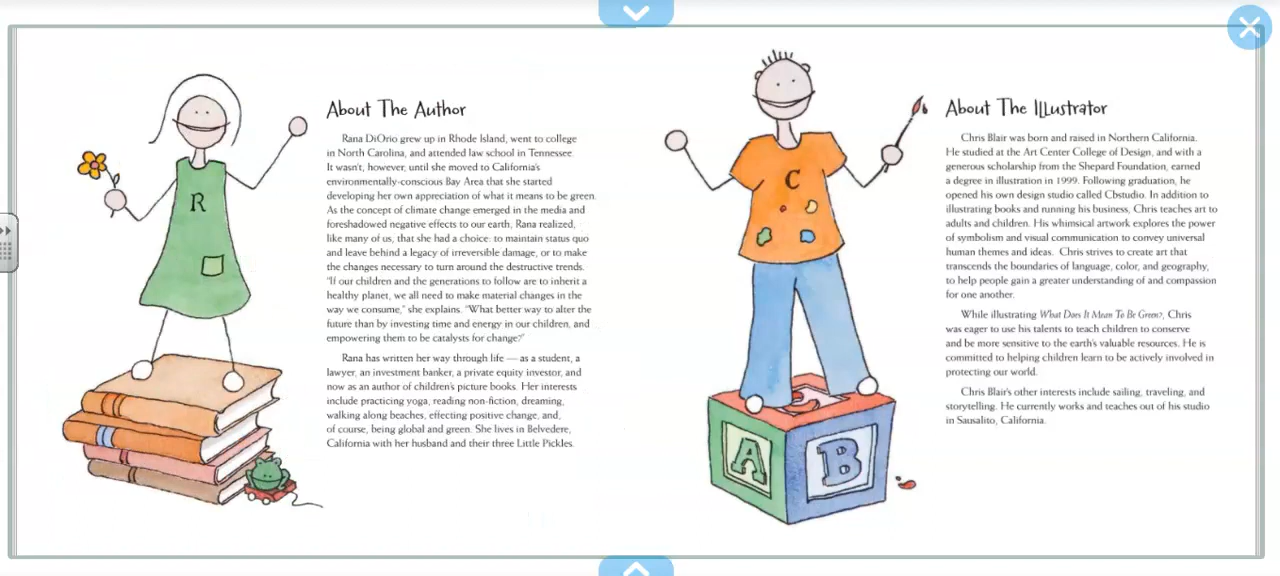 About The Author
Rana DiOrio grew up in Rhode Island, went to college
in North Carolina, and attended law school in Tennessee.
It wasn't, however, until she moved to California's
environmentally-conscious Bay Area that she started
developing her own appreciation of what it means to be green.
As the concept of climate change emerged in the media and
foreshadowed negative effects to our earth, Rana realized,
like many of us, that she had a choice: to maintain status quo
and leave behind a legacy of irreversible damage, or to make
the changes necessary to turn around the destructive trends.
"If our children and the generations to follow are to inherit a
healthy planet, we all need to make material changes in the
way we consume," she explains. "What better way to alter the
future than by investing time and energy in our children, and
empowering them to be catalysts for change?"
Rana has written her way through life — as a student, a
lawyer, an investment banker, a private equity investor, and
now as an author of children's picture books. Her interests
include practicing yoga, reading non-fiction, dreaming,
walking along beaches, effecting positive change, and,
of course, being global and green. She lives in Belvedere,
California with her husband and their three Little Pickles.
R
About The Illustrator
Chris Blair was born and raised in Northern California.
He studied at the Art Center College of Design, and with a
generous scholarship from the Shepard Foundation, earned
a degree in illustration in 1999. Following graduation, he
opened his own design studio called Cbstudio. In addition to
illustrating books and running his business, Chris teaches art to
adults and children. His whimsical artwork explores the power
of symbolism and visual communication to convey universal
human themes and ideas. Chris strives to create art that
transcends the boundaries of language, color, and geography,
to help people gain a greater understanding of and compassion
for one another.
While illustrating What Does It Mean To Be Green?, Chris
was eager to use his talents to teach children to conserve
and be more sensitive to the earth's valuable resources. He is
committed to helping children learn to be actively involved in
protecting our world.
Chris Blair's other interests include sailing, traveling, and
storytelling. He currently works and teaches out of his studio
in Sausalito, California.
C
C
A B